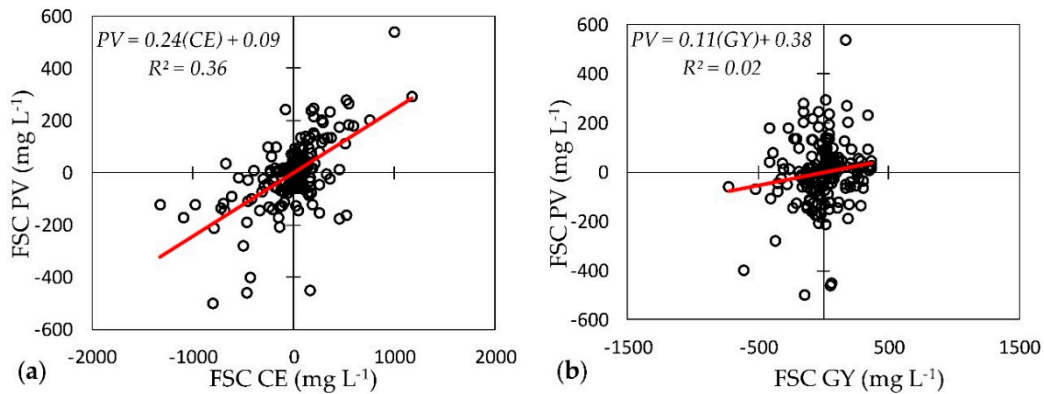 PV = 0.24(CE) + 0.09
R² = 0.36
600
400
200
0
-200
-400
-600
FSC PV (mg L⁻¹)
-2000
-1000
0
1000
2000
FSC CE (mg L⁻¹)
(a)
PV = 0.11(GY)+ 0.38
R² = 0.02
600
400
200
0
-200
-400
-600
FSC PV (mg L⁻¹)
-1500
-500
500
1500
FSC GY (mg L⁻¹)
(b)